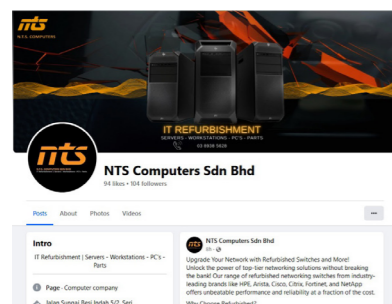 nts
N.T.S. COMPUTERS
IT REFURBISHMENT
SERVERS - WORKSTATIONS - PC'S - PARTS
03 8938 5828
nts
NTS Computers Sdn Bhd
94 likes • 104 followers
Posts About Photos Videos
Intro
IT Refurbishment | Servers - Workstations - PC's -
Parts
Page · Computer company
Jalan Sungai Besi Indah 5/2, Seri
NTS Computers Sdn Bhd
Upgrade Your Network with Refurbished Switches and More!
Unlock the power of top-tier networking solutions without breaking
the bank! Our range of refurbished networking switches from industry-
leading brands like HPE, Arista, Cisco, Citrix, Fortinet, and NetApp
offers unbeatable performance and reliability at a fraction of the cost.
Why Choose Refurbished?